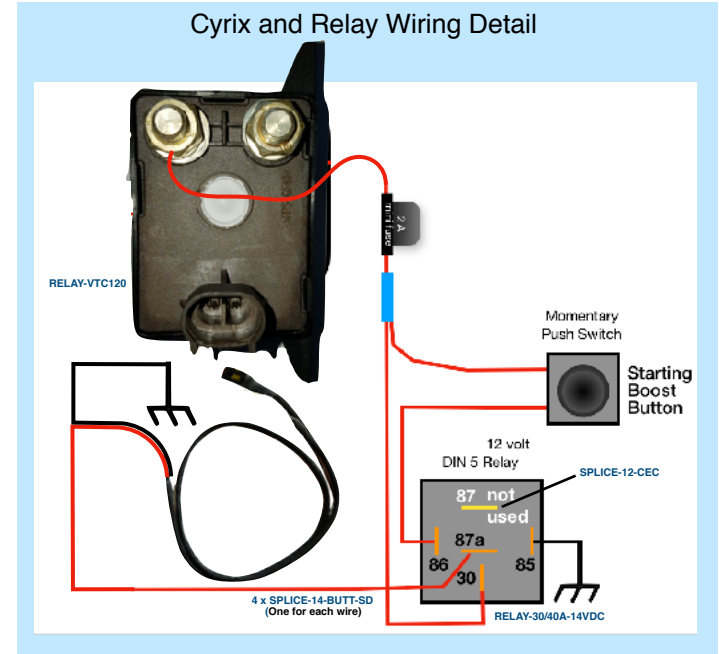 Cyrix and Relay Wiring Detail
2 A
mini fuse
RELAY-VTC120
Momentary
Push Switch
Starting
Boost
Button
12 volt
DIN 5 Relay
SPLICE-12-CEC
87 not
used
87a
86
85
30
4 x SPLICE-14-BUTT-SD
(One for each wire)
RELAY-30/40A-14VDC